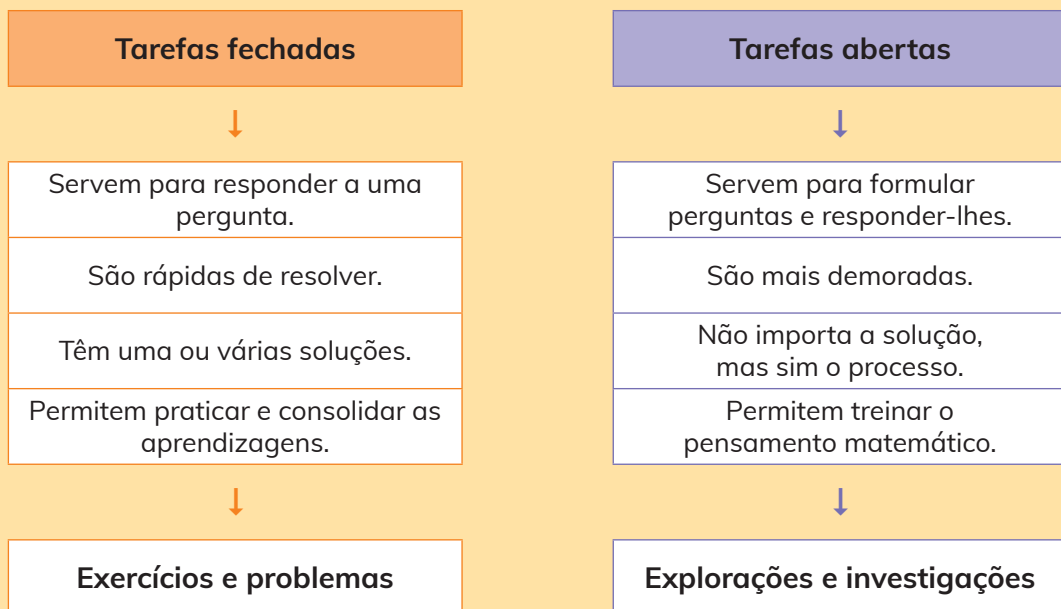 Tarefas fechadas
↓
Servem para responder a uma
pergunta.
São rápidas de resolver.
Têm uma ou várias soluções.
Permitem praticar e consolidar as
aprendizagens.
↓
Exercícios e problemas
Tarefas abertas
↓
Servem para formular
perguntas e responder-lhes.
São mais demoradas.
Não importa a solução,
mas sim o processo.
Permitem treinar o
pensamento matemático.
↓
Explorações e investigações